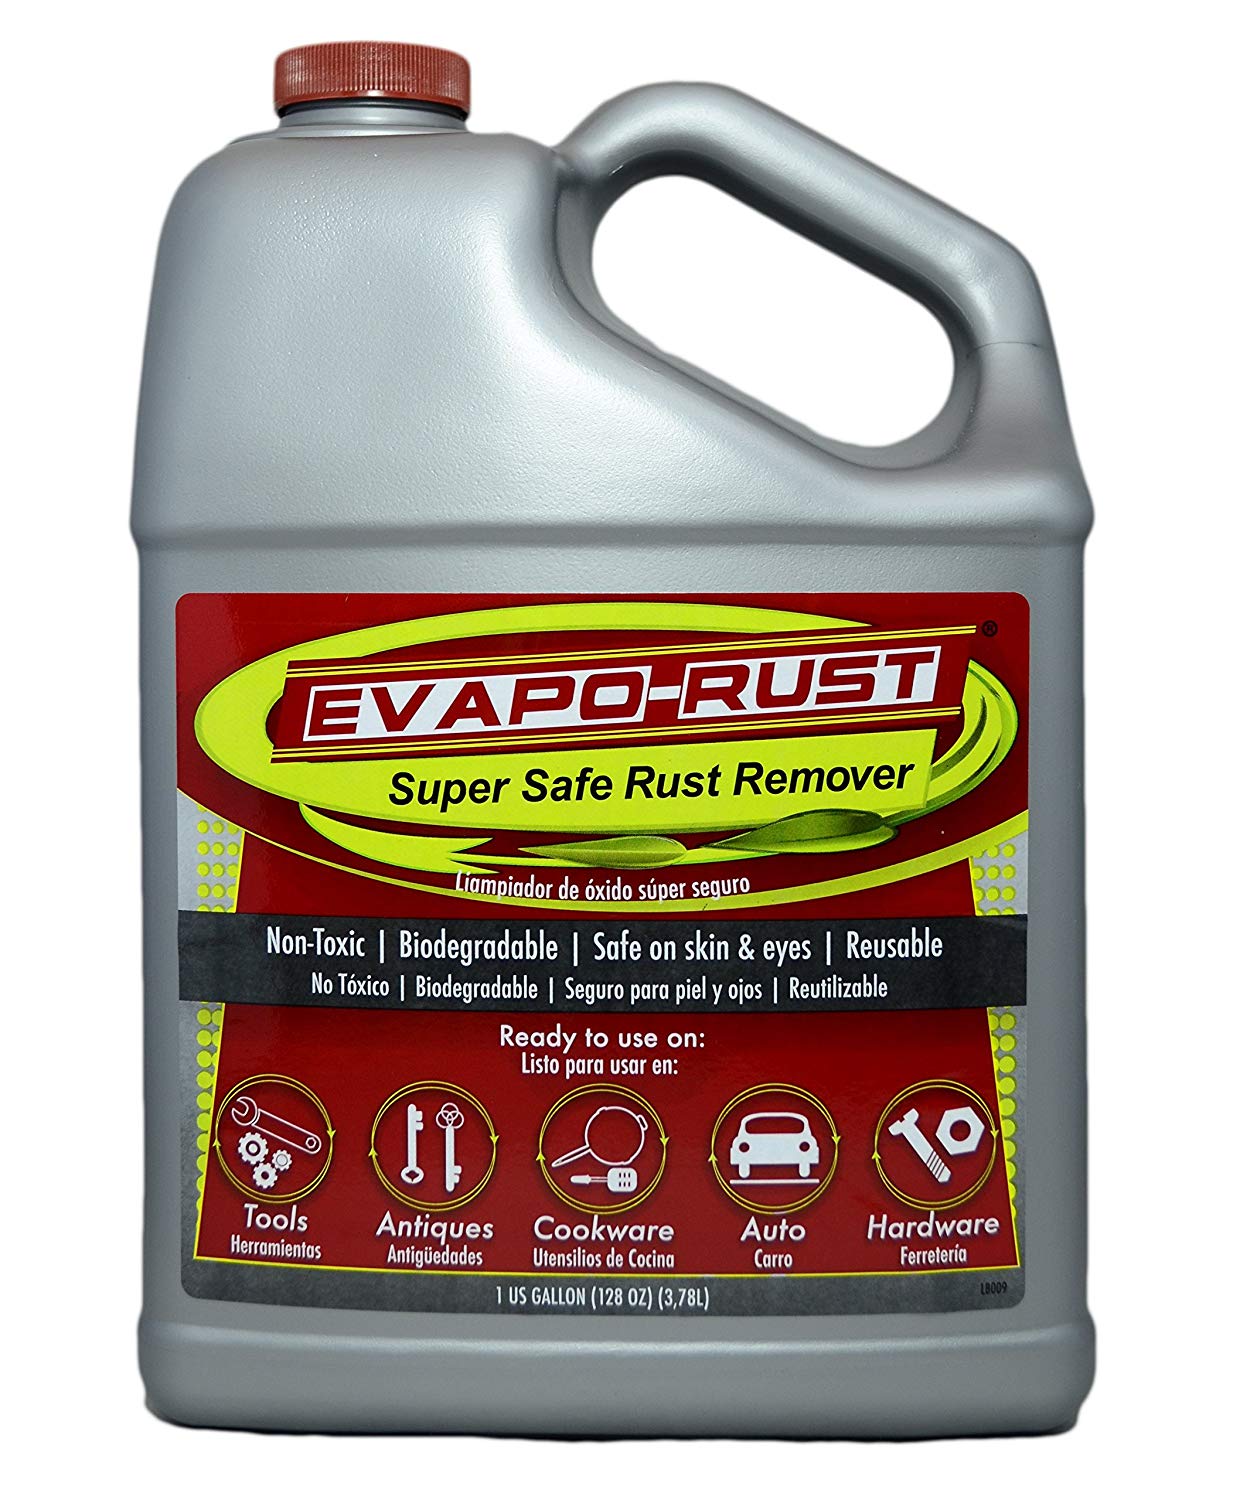 EVAPO-RUST®
Super Safe Rust Remover
Liampiador de óxido súper seguro
Non-Toxic | Biodegradable | Safe on skin & eyes | Reusable
No Tóxico | Biodegradable | Seguro para piel y ojos | Reutilizable
Ready to use on:
Listo para usar en:
Tools
Herramientas
Antiques
Antigüedades
Cookware
Utensilios de Cocina
Auto
Carro
Hardware
Ferretería
1 US GALLON (128 OZ) (3,78L)
LB009